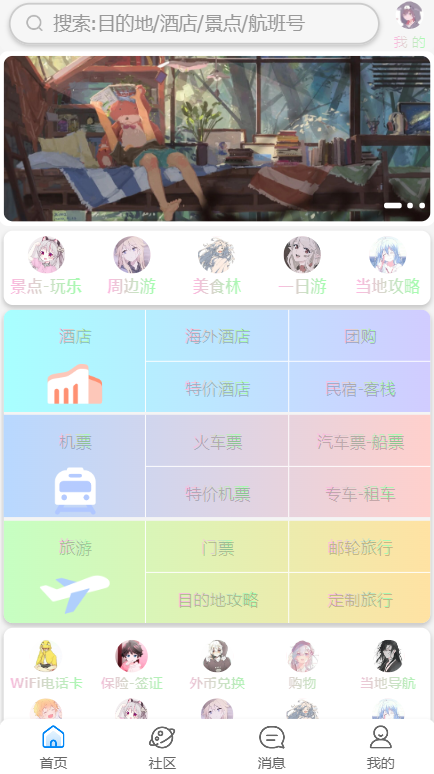 搜索:目的地/酒店/景点/航班号
我 的
景点-玩乐 周边游 美食林 一日游 当地攻略
酒店 海外酒店 团购
特价酒店 民宿-客栈
机票 火车票 汽车票-船票
特价机票 专车-租车
旅游 门票 邮轮旅行
目的地攻略 定制旅行
WiFi电话卡 保险-签证 外币兑换 购物 当地导航
首页 社区 消息 我的